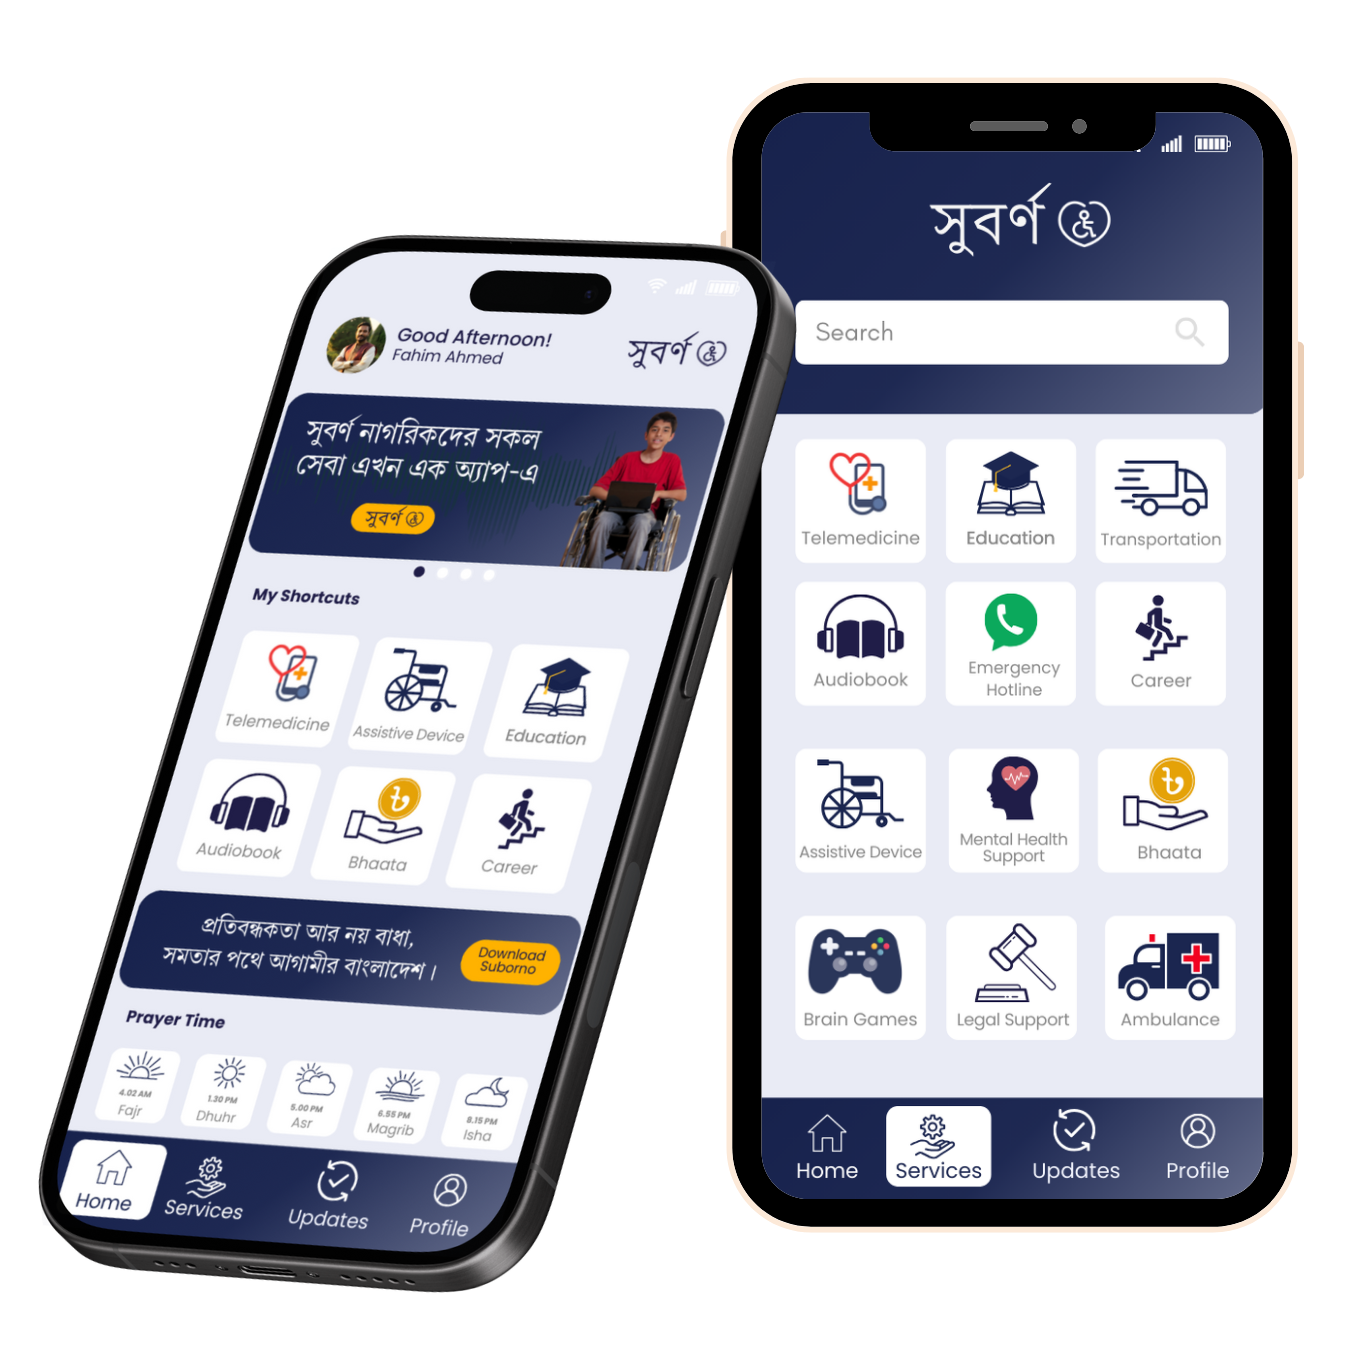 Good Afternoon!
Fahim Ahmed
সুবর্ণ
সুবর্ণ নাগরিকদের সকল
সেবা এখন এক অ্যাপ-এ
সুবর্ণ
My Shortcuts
Telemedicine
Assistive Device
Education
Audiobook
Bhaata
Career
প্রতিবন্ধকতা আর নয় বাধা,
সমতার পথে আগামীর বাংলাদেশ।
Download
Suborno
Prayer Time
4.02 AM
Fajr
1.30 PM
Dhuhr
5.00 PM
Asr
6.55 PM
Magrib
8.15 PM
Isha
Home
Services
Updates
Profile
সুবর্ণ
Search
Telemedicine
Education
Transportation
Audiobook
Emergency
Hotline
Career
Assistive Device
Mental Health
Support
৳
Bhaata
Brain Games
Legal Support
Ambulance
Home
Services
Updates
Profile